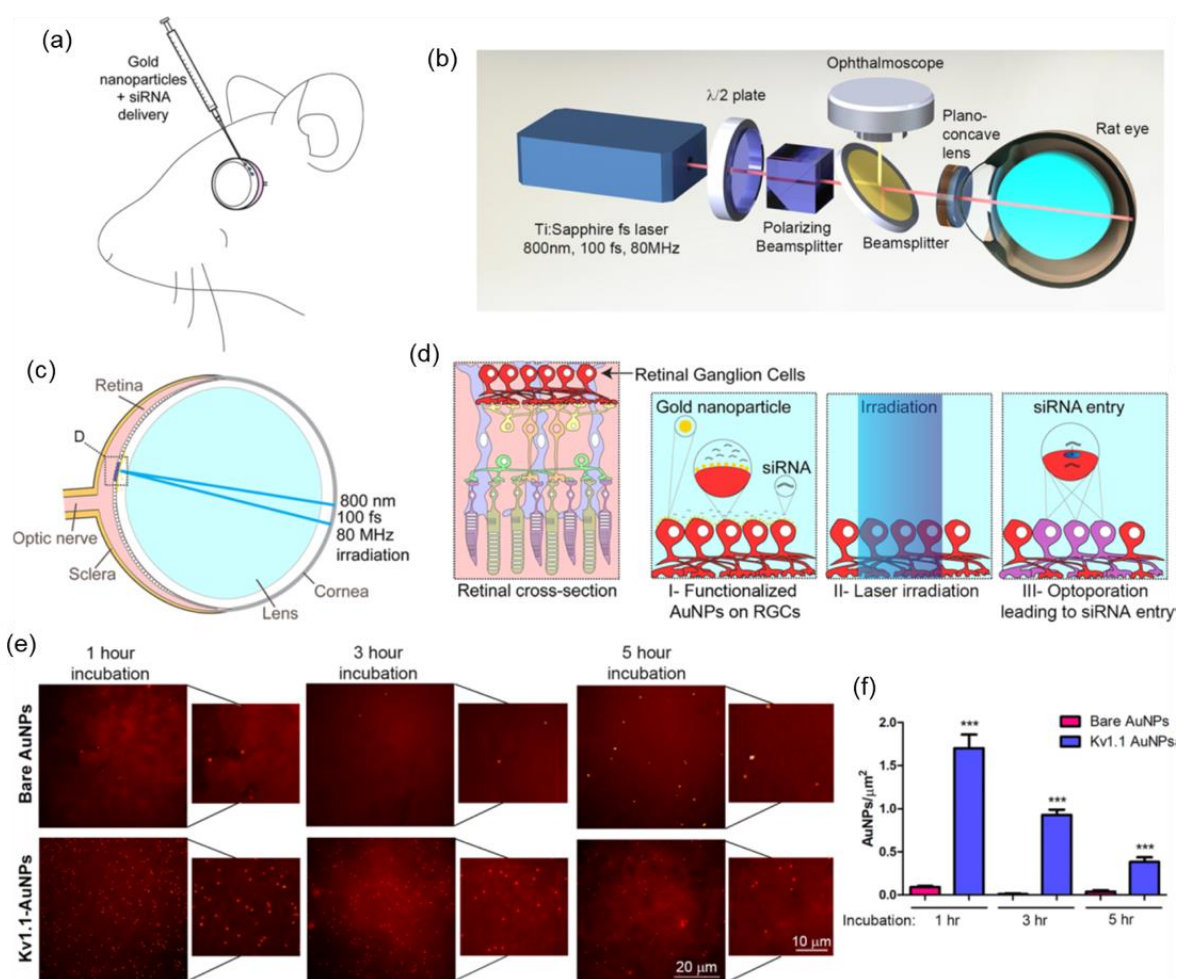 (a)
Gold
nanoparticles
+ siRNA
delivery
(b)
Ophthalmoscope
λ/2 plate
Plano-
concave
lens
Rat eye
Ti:Sapphire fs laser
800nm, 100 fs, 80MHz
Polarizing
Beamsplitter
Beamsplitter
(c)
Retina
D
800 nm
100 fs
80 MHz
irradiation
Optic nerve
Sclera
Lens
Cornea
(d)
Retinal Ganglion Cells
Gold nanoparticle
siRNA
Irradiation
siRNA entry
Retinal cross-section
I- Functionalized
AuNPs on RGCs
II- Laser irradiation
III- Optoporation
leading to siRNA entry
(e)
1 hour
incubation
3 hour
incubation
5 hour
incubation
Bare AuNPs
Kv1.1-AuNPs
20 μm
10 μm
(f)
Bare AuNPs
Kv1.1 AuNPs
AuNPs/μm²
2.0
1.5
1.0
0.5
0.0
***
***
***
Incubation: 1 hr 3 hr 5 hr